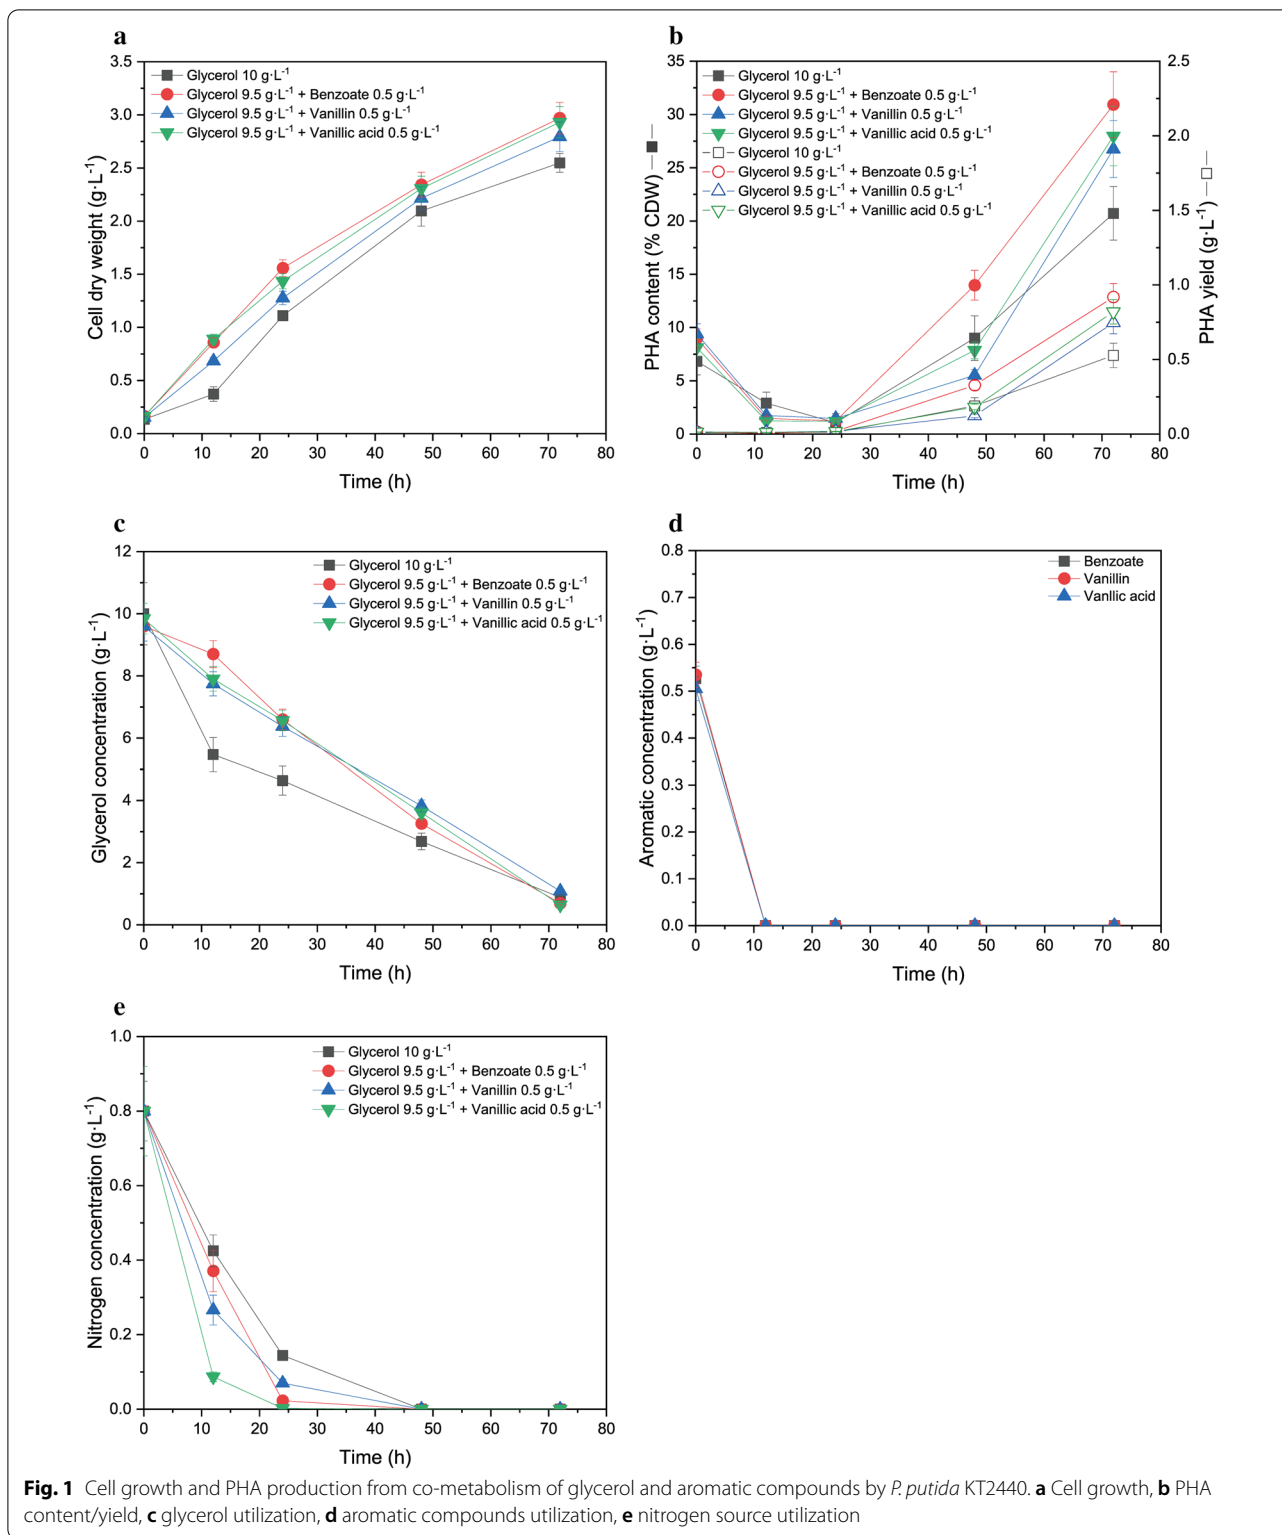 a
3.5
3.0
2.5
2.0
1.5
1.0
0.5
0.0
Cell dry weight (g·L⁻¹)
Glycerol 10 g·L⁻¹
Glycerol 9.5 g·L⁻¹ + Benzoate 0.5 g·L⁻¹
Glycerol 9.5 g·L⁻¹ + Vanillin 0.5 g·L⁻¹
Glycerol 9.5 g·L⁻¹ + Vanillic acid 0.5 g·L⁻¹
0 10 20 30 40 50 60 70 80
Time (h)
b
35
30
25
20
15
10
5
0
PHA content (% CDW)
Glycerol 10 g·L⁻¹
Glycerol 9.5 g·L⁻¹ + Benzoate 0.5 g·L⁻¹
Glycerol 9.5 g·L⁻¹ + Vanillin 0.5 g·L⁻¹
Glycerol 9.5 g·L⁻¹ + Vanillic acid 0.5 g·L⁻¹
Glycerol 10 g·L⁻¹
Glycerol 9.5 g·L⁻¹ + Benzoate 0.5 g·L⁻¹
Glycerol 9.5 g·L⁻¹ + Vanillin 0.5 g·L⁻¹
Glycerol 9.5 g·L⁻¹ + Vanillic acid 0.5 g·L⁻¹
2.5
2.0
1.5
1.0
0.5
0.0
PHA yield (g·L⁻¹)
0 10 20 30 40 50 60 70 80
Time (h)
c
12
10
8
6
4
2
0
Glycerol concentration (g·L⁻¹)
Glycerol 10 g·L⁻¹
Glycerol 9.5 g·L⁻¹ + Benzoate 0.5 g·L⁻¹
Glycerol 9.5 g·L⁻¹ + Vanillin 0.5 g·L⁻¹
Glycerol 9.5 g·L⁻¹ + Vanillic acid 0.5 g·L⁻¹
0 10 20 30 40 50 60 70 80
Time (h)
d
0.8
0.7
0.6
0.5
0.4
0.3
0.2
0.1
0.0
Aromatic concentration (g·L⁻¹)
Benzoate
Vanillin
Vanllic acid
0 10 20 30 40 50 60 70 80
Time (h)
e
1.0
0.8
0.6
0.4
0.2
0.0
Nitrogen concentration (g·L⁻¹)
Glycerol 10 g·L⁻¹
Glycerol 9.5 g·L⁻¹ + Benzoate 0.5 g·L⁻¹
Glycerol 9.5 g·L⁻¹ + Vanillin 0.5 g·L⁻¹
Glycerol 9.5 g·L⁻¹ + Vanillic acid 0.5 g·L⁻¹
0 10 20 30 40 50 60 70 80
Time (h)
Fig. 1 Cell growth and PHA production from co-metabolism of glycerol and aromatic compounds by P. putida KT2440. a Cell growth, b PHA
content/yield, c glycerol utilization, d aromatic compounds utilization, e nitrogen source utilization